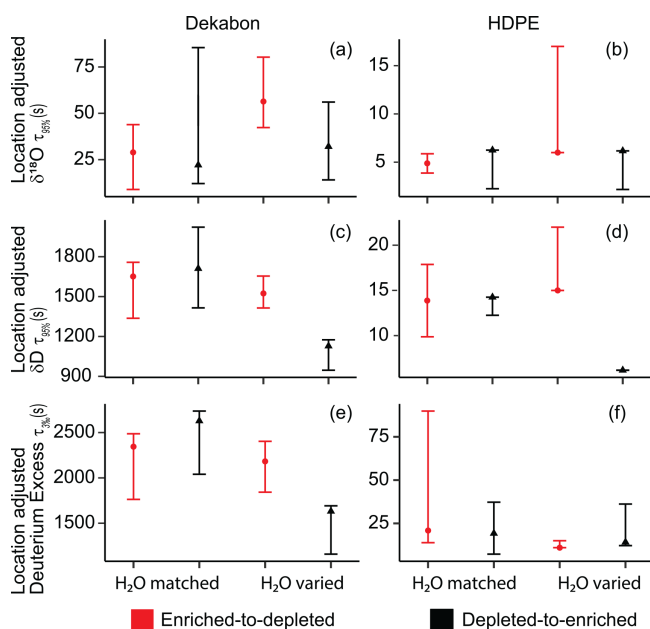 Dekabon
HDPE
Location adjusted
δ¹⁸O τ₉₅%(s)
75
50
25
(a)
15
10
5
(b)
Location adjusted
δD τ₉₅%(s)
1800
1500
1200
900
(c)
20
15
10
(d)
Location adjusted
Deuterium Excess τ₃‰(s)
2500
2000
1500
(e)
75
50
25
(f)
H₂O matched H₂O varied
H₂O matched H₂O varied
Enriched-to-depleted
Depleted-to-enriched